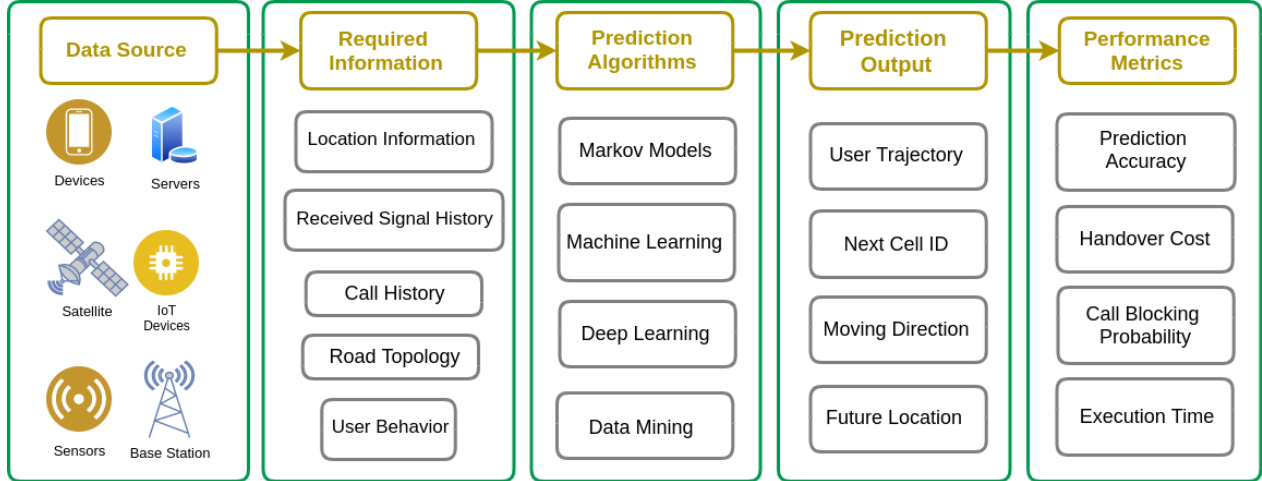 Data Source
Devices
Servers
Satellite
IoT
Devices
Sensors
Base Station
Required
Information
Location Information
Received Signal History
Call History
Road Topology
User Behavior
Prediction
Algorithms
Markov Models
Machine Learning
Deep Learning
Data Mining
Prediction
Output
User Trajectory
Next Cell ID
Moving Direction
Future Location
Performance
Metrics
Prediction
Accuracy
Handover Cost
Call Blocking
Probability
Execution Time